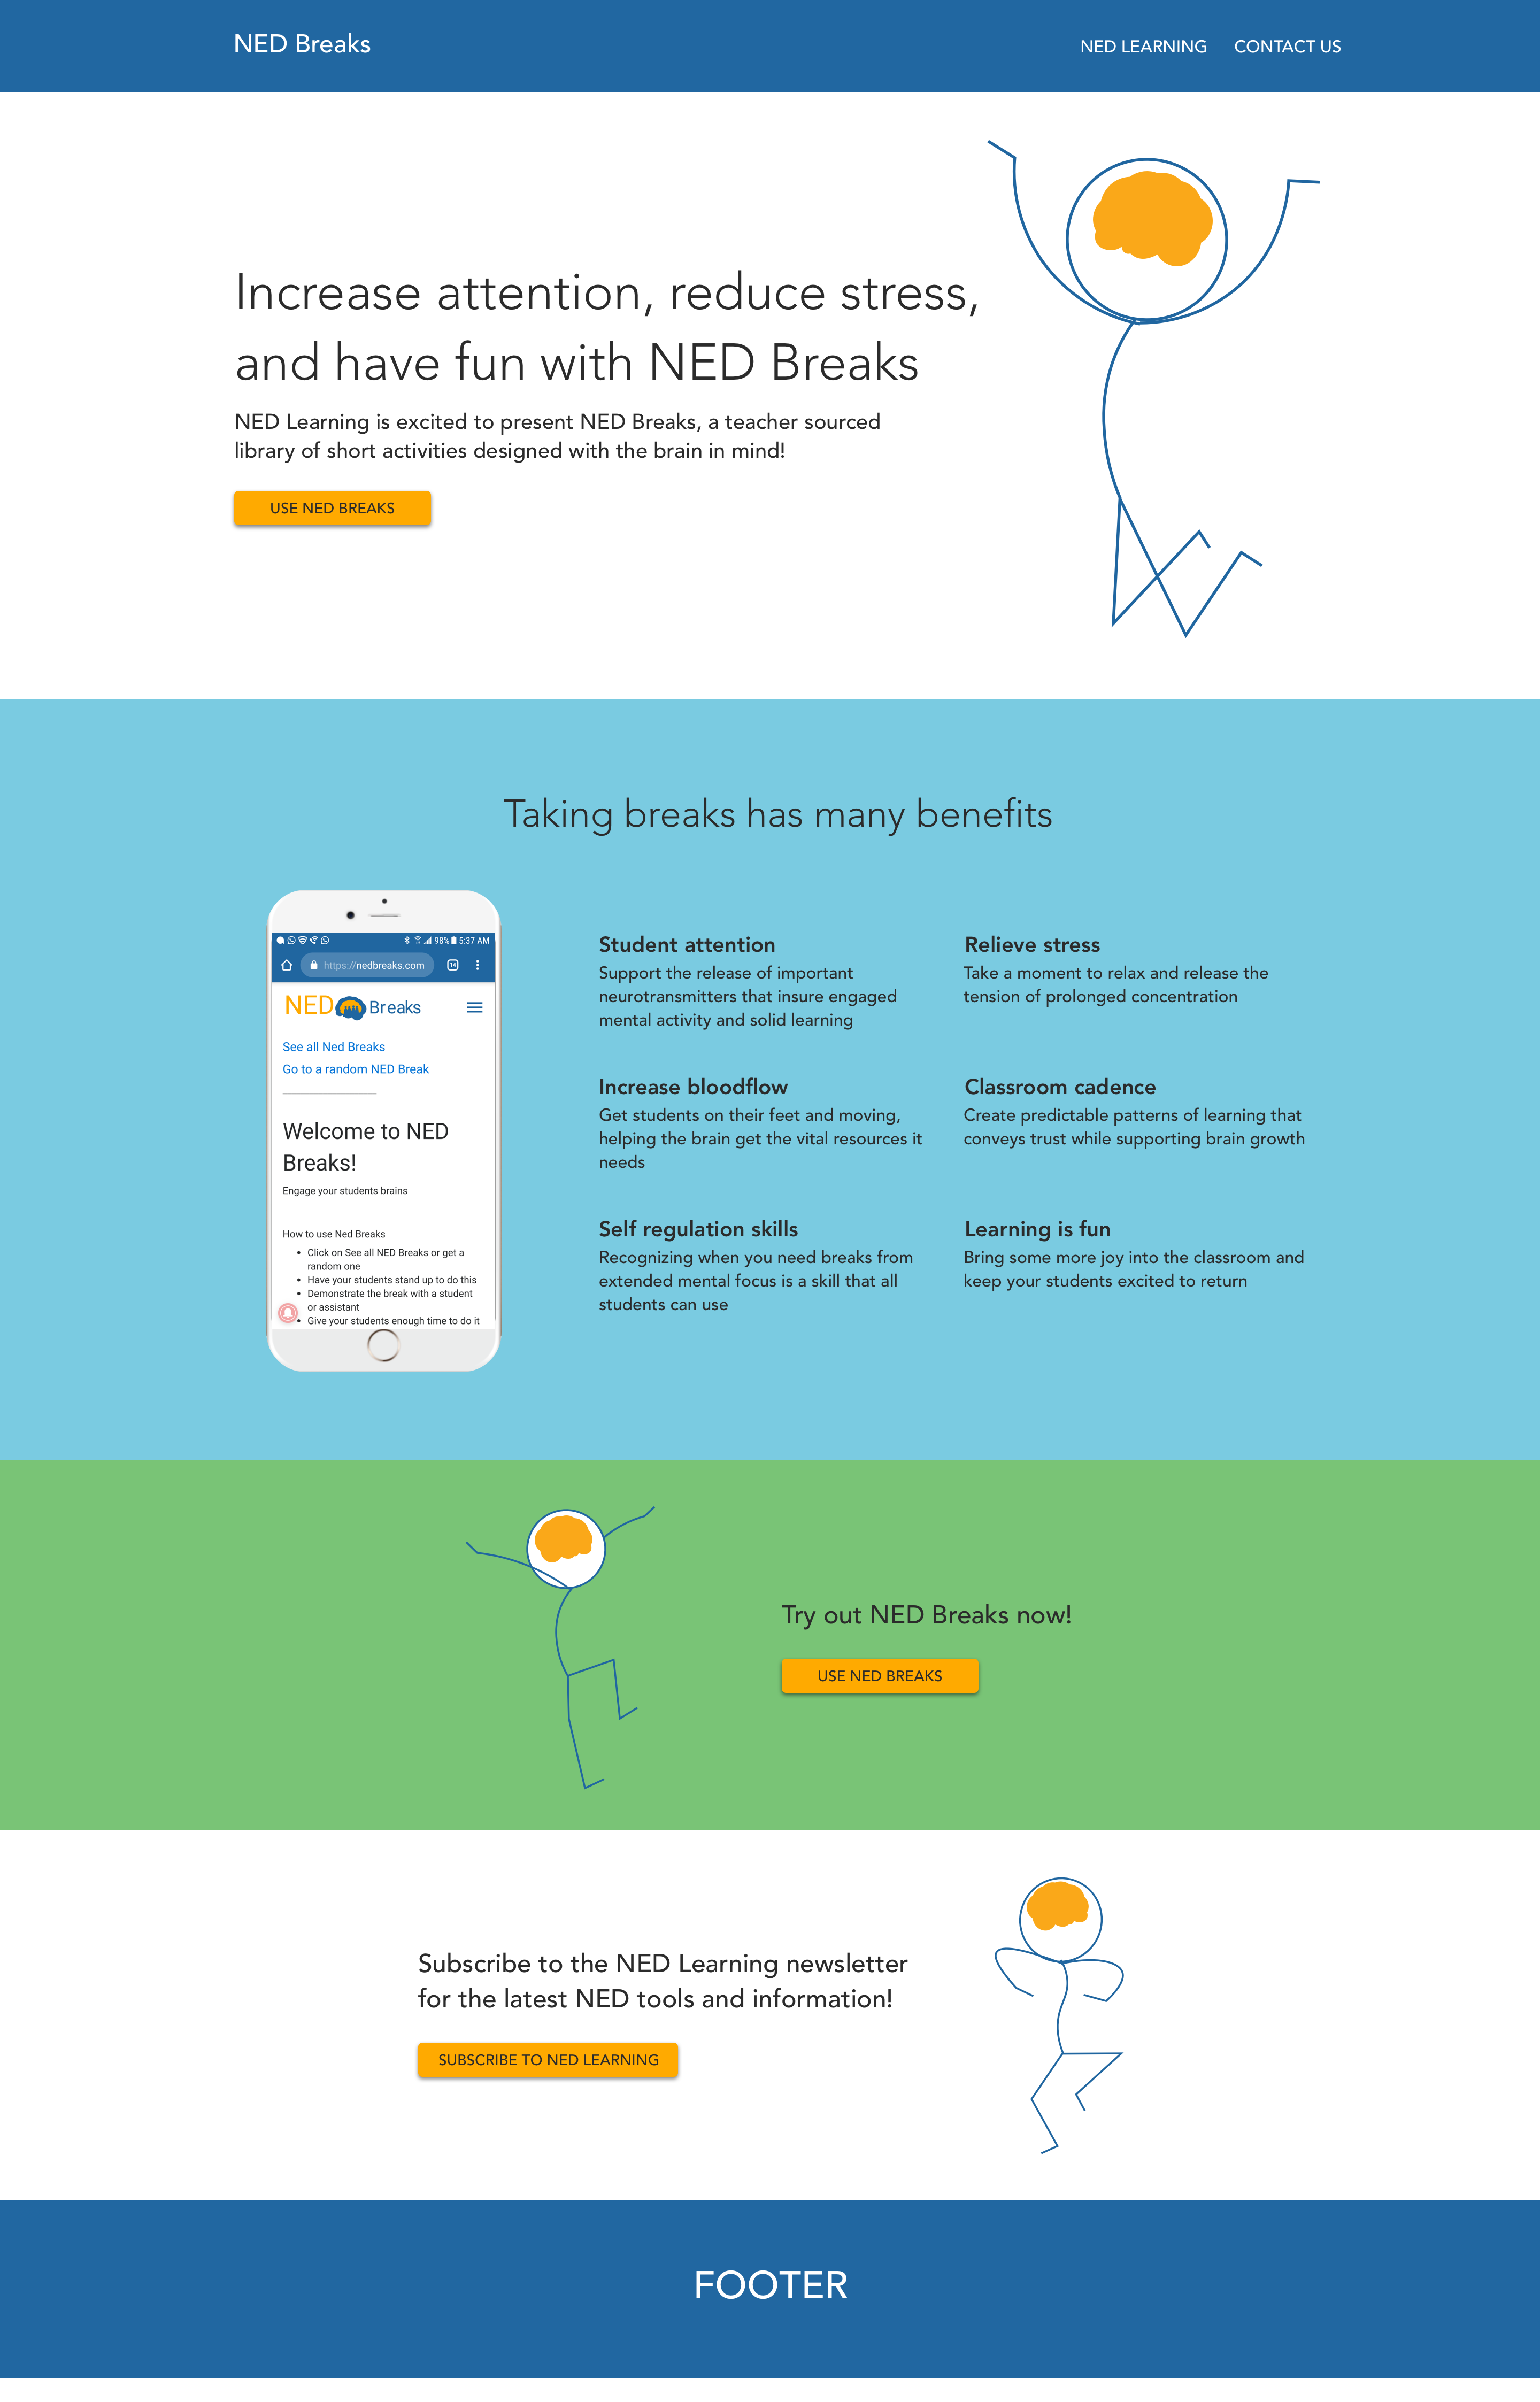 NED Breaks
NED LEARNING
CONTACT US
Increase attention, reduce stress,
and have fun with NED Breaks
NED Learning is excited to present NED Breaks, a teacher sourced
library of short activities designed with the brain in mind!
USE NED BREAKS
Taking breaks has many benefits
98% 5:37 AM
https://nedbreaks.com
14
NED Breaks
See all Ned Breaks
Go to a random NED Break
Welcome to NED
Breaks!
Engage your students brains
How to use Ned Breaks
• Click on See all NED Breaks or get a
random one
• Have your students stand up to do this
• Demonstrate the break with a student
or assistant
• Give your students enough time to do it
Student attention
Support the release of important
neurotransmitters that insure engaged
mental activity and solid learning
Relieve stress
Take a moment to relax and release the
tension of prolonged concentration
Increase bloodflow
Get students on their feet and moving,
helping the brain get the vital resources it
needs
Classroom cadence
Create predictable patterns of learning that
conveys trust while supporting brain growth
Self regulation skills
Recognizing when you need breaks from
extended mental focus is a skill that all
students can use
Learning is fun
Bring some more joy into the classroom and
keep your students excited to return
Try out NED Breaks now!
USE NED BREAKS
Subscribe to the NED Learning newsletter
for the latest NED tools and information!
SUBSCRIBE TO NED LEARNING
FOOTER